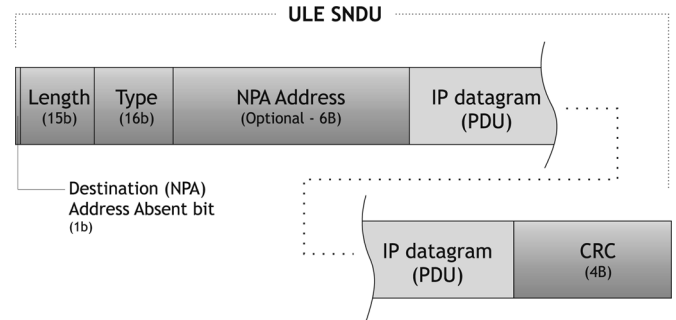 ULE SNDU
Length
(15b)
Type
(16b)
NPA Address
(Optional - 6B)
IP datagram
(PDU)
Destination (NPA)
Address Absent bit
(1b)
IP datagram
(PDU)
CRC
(4B)